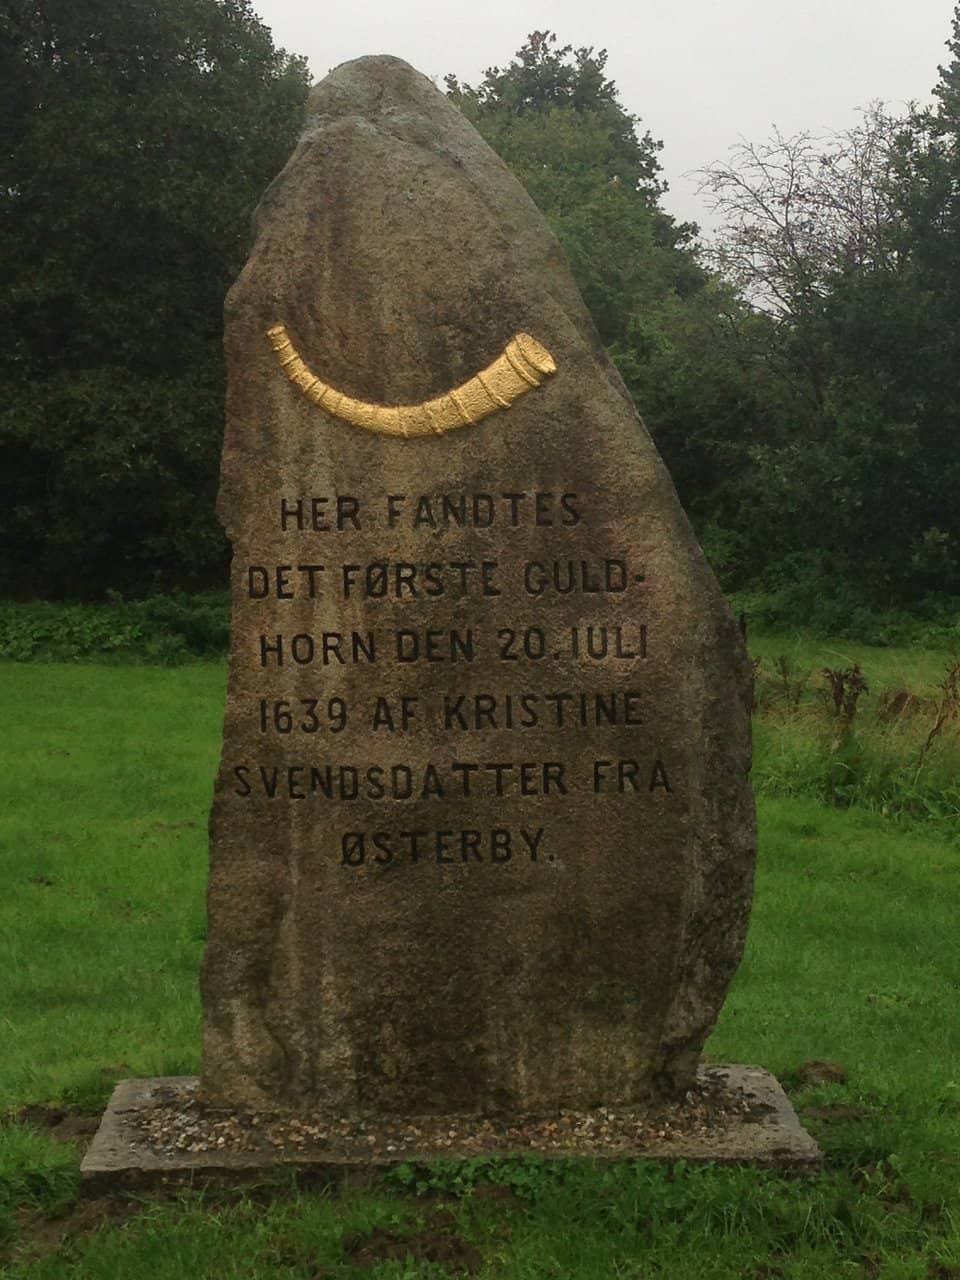 HER FANDTES
DET FØRSTE GULD-
HORN DEN 20. IULI
1639 AF KRISTINE
SVENDSDATTER FRA
ØSTERBY.